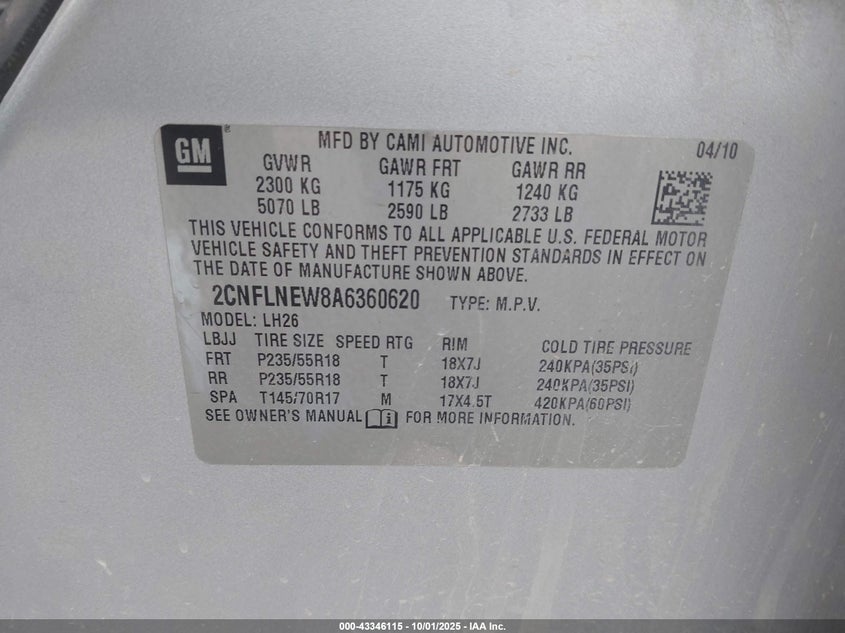 GM ® MFD BY CAMI AUTOMOTIVE INC. 04/10
GVWR GAWR FRT GAWR RR
2300 KG 1175 KG 1240 KG
5070 LB 2590 LB 2733 LB
THIS VEHICLE CONFORMS TO ALL APPLICABLE U.S. FEDERAL MOTOR
VEHICLE SAFETY AND THEFT PREVENTION STANDARDS IN EFFECT ON
THE DATE OF MANUFACTURE SHOWN ABOVE.
2CNFLNEW8A6360620 TYPE: M.P.V.
MODEL: LH26
LBJJ TIRE SIZE SPEED RTG RIM COLD TIRE PRESSURE
FRT P235/55R18 T 18X7J 240KPA(35PSI)
RR P235/55R18 T 18X7J 240KPA(35PSI)
SPA T145/70R17 M 17X4.5T 420KPA(60PSI)
SEE OWNER'S MANUAL i FOR MORE INFORMATION.
000-43346115 - 10/01/2025 - IAA Inc.